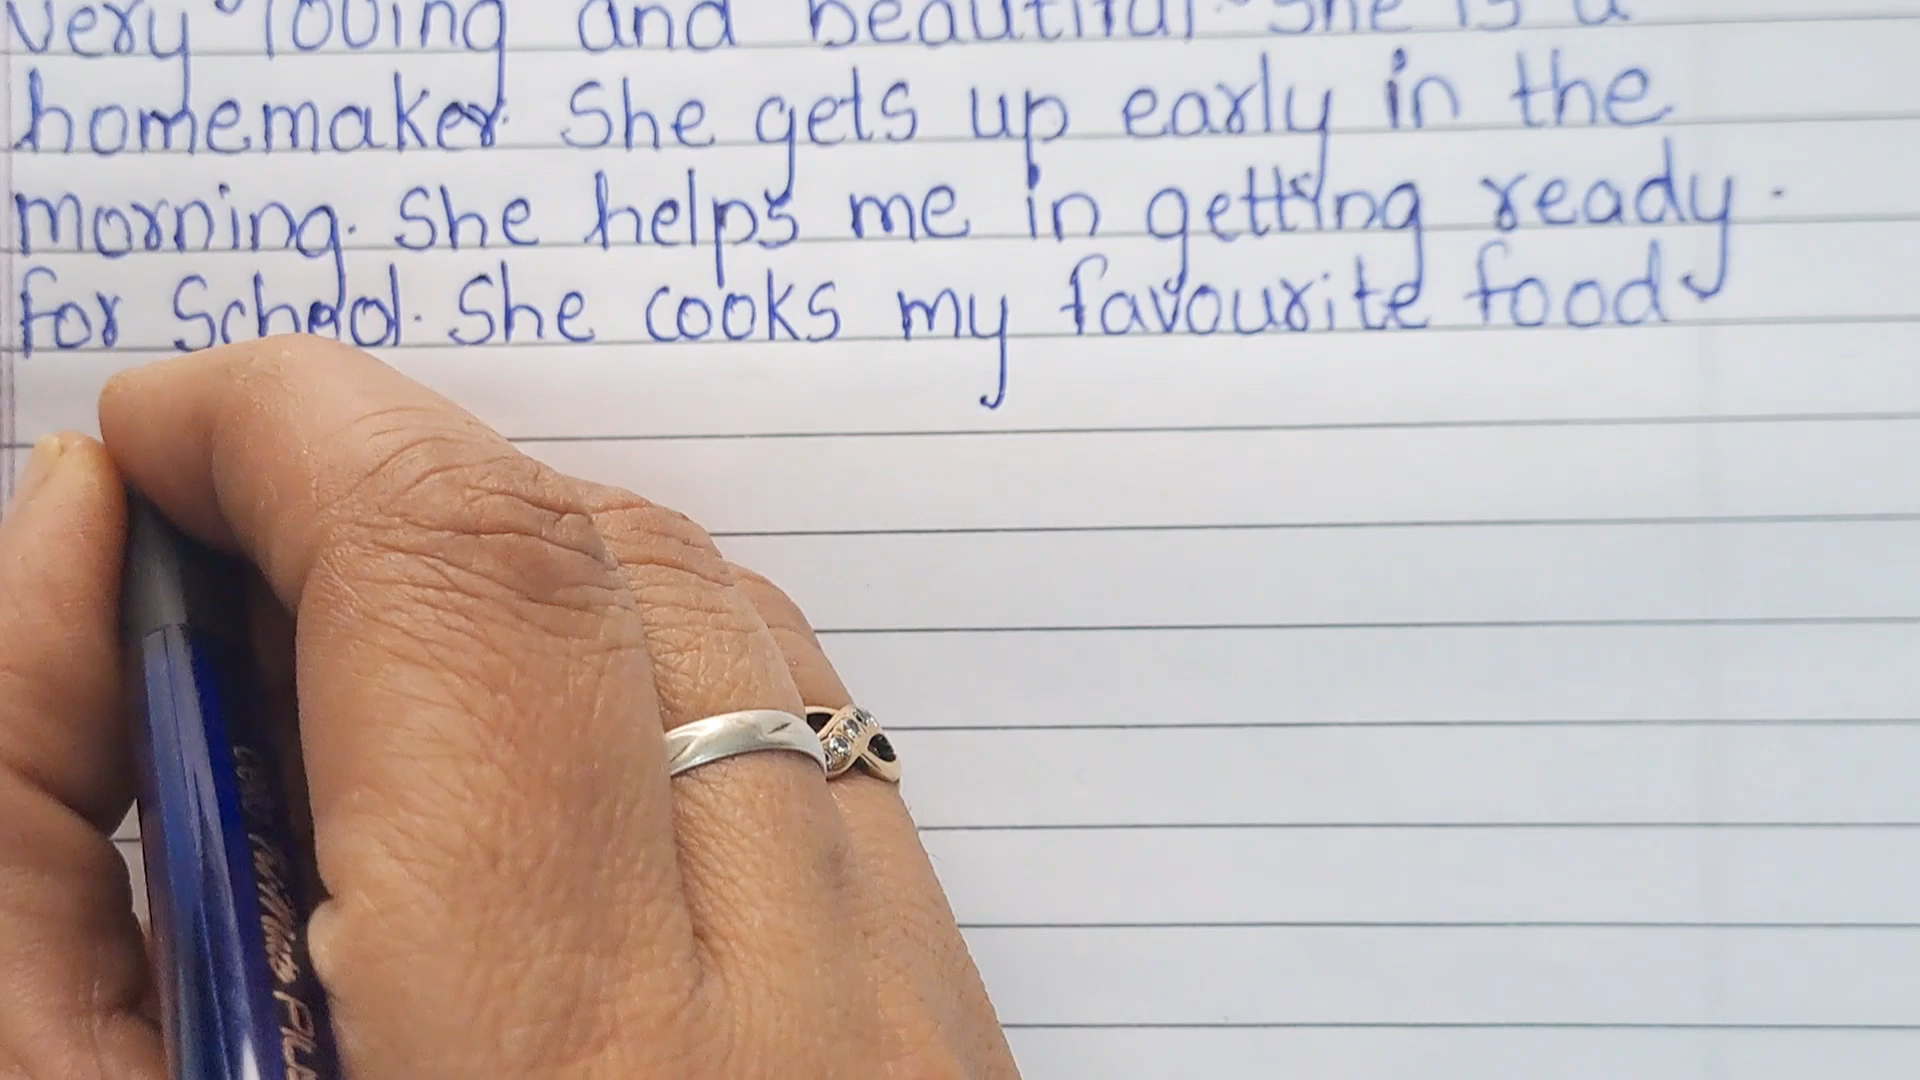 very loving and beautiful. She is a
homemaker. She gets up early in the
morning. She helps me in getting ready.
for School. She cooks my favourite food